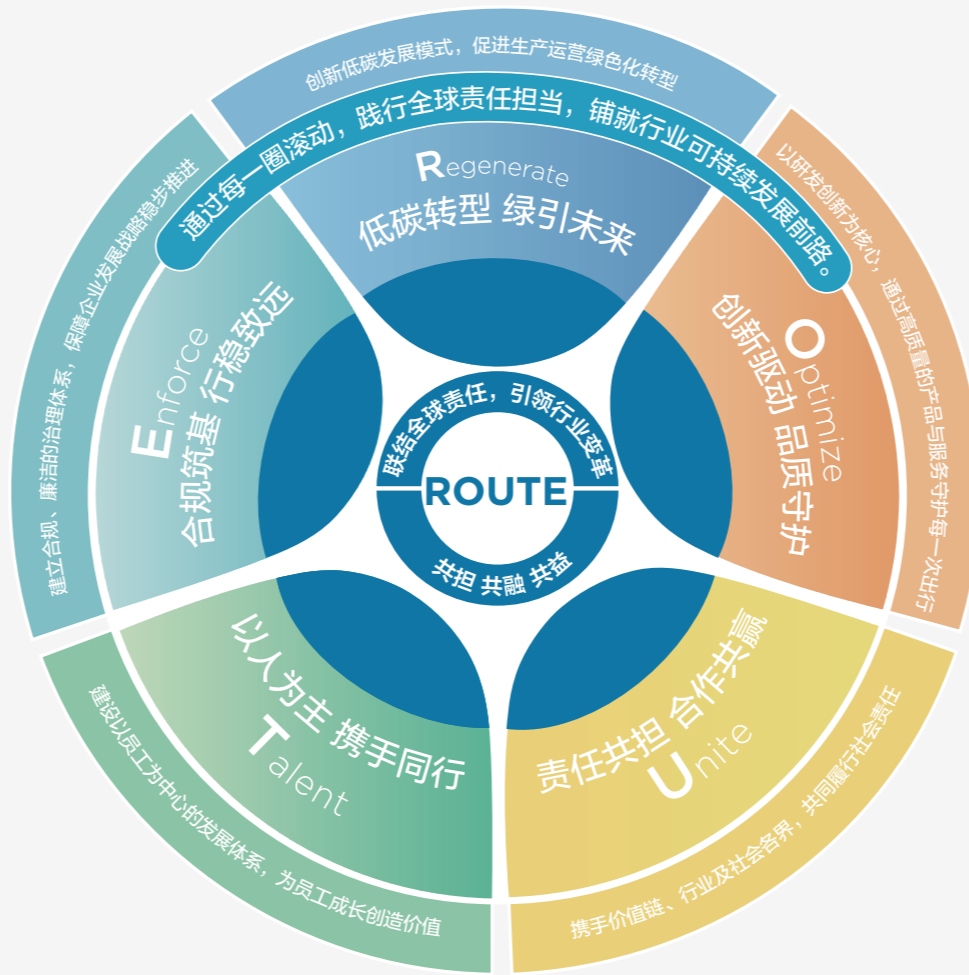 创新低碳发展模式，促进生产运营绿色化转型
通过每一圈滚动，践行全球责任担当，铺就行业可持续发展前路。
Regenerate
低碳转型 绿引未来
以研发创新为核心，通过高质量的产品与服务守护每一次出行
Optimize
创新驱动 品质守护
携手价值链、行业及社会各界，共同履行社会责任
责任共担 合作共赢
Unite
建设以员工为中心的发展体系，为员工成长创造价值
以人为主 携手同行
Talent
建立合规、廉洁的治理体系，保障企业发展战略稳步推进
Enforce
合规筑基 行稳致远
联结全球责任，引领行业变革
ROUTE
共担 共融 共益